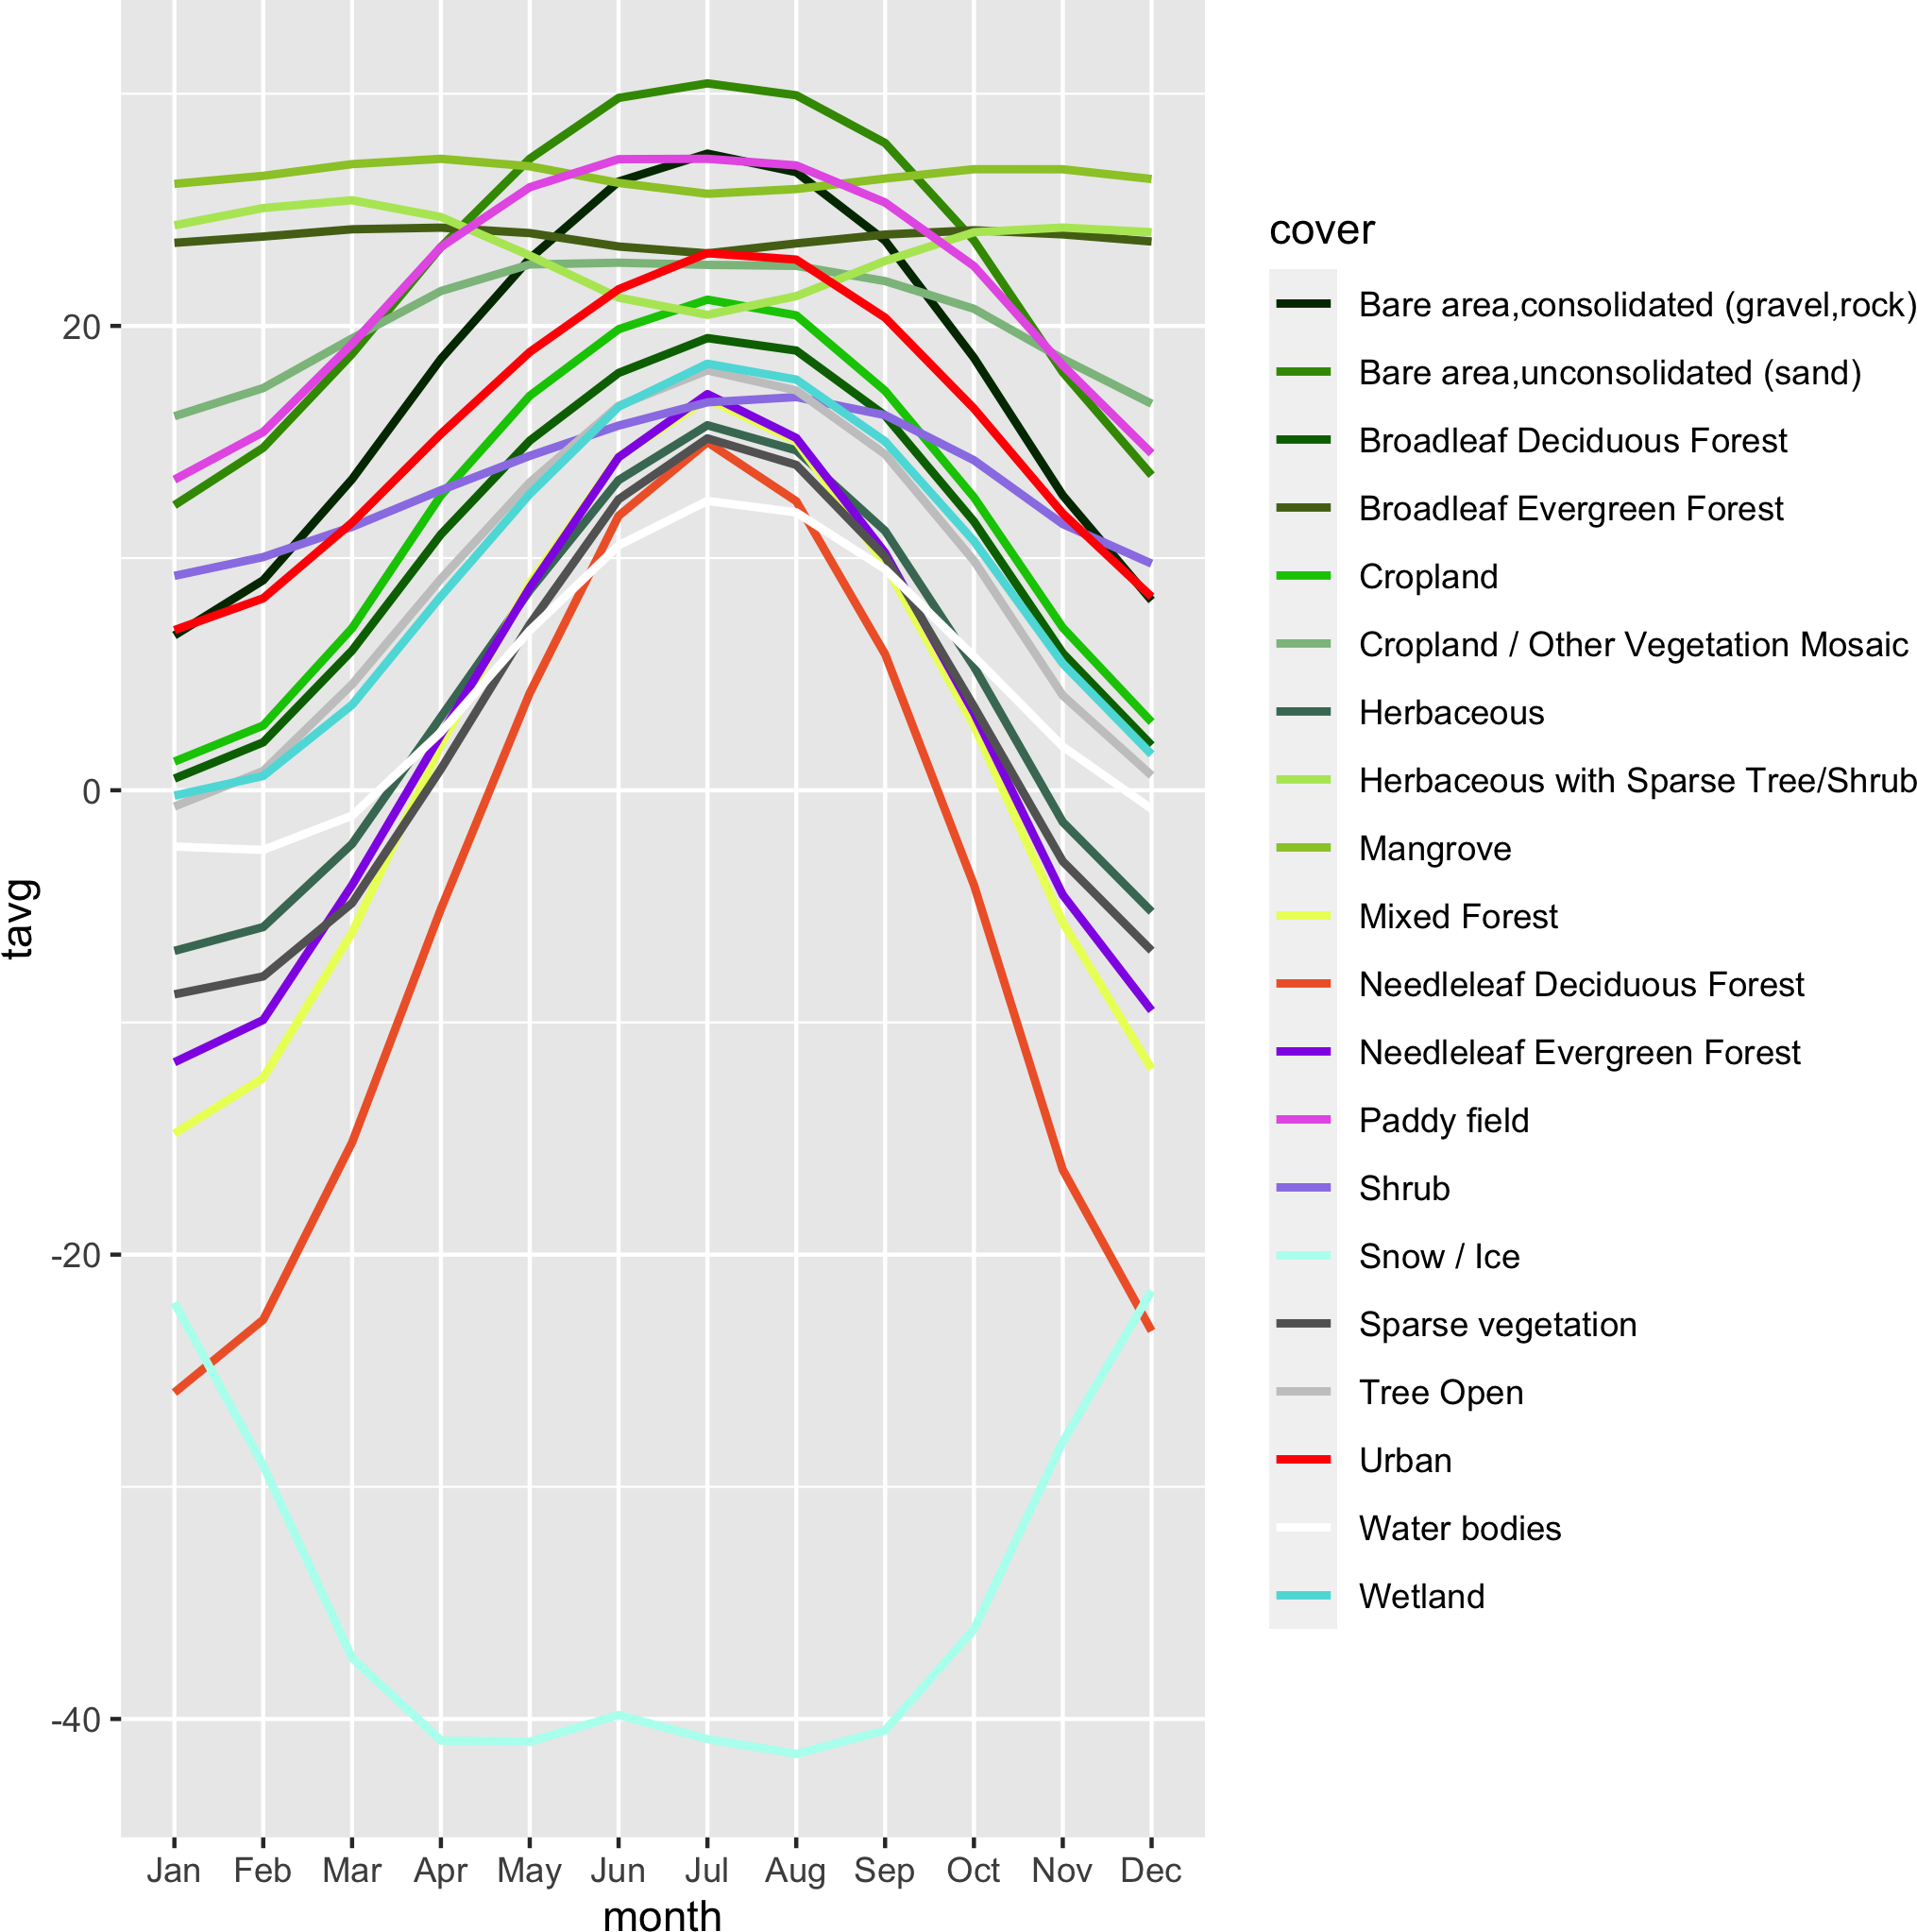 tavg
20
0
-20
-40
Jan Feb Mar Apr May Jun Jul Aug Sep Oct Nov Dec
month
cover
Bare area,consolidated (gravel,rock)
Bare area,unconsolidated (sand)
Broadleaf Deciduous Forest
Broadleaf Evergreen Forest
Cropland
Cropland / Other Vegetation Mosaic
Herbaceous
Herbaceous with Sparse Tree/Shrub
Mangrove
Mixed Forest
Needleleaf Deciduous Forest
Needleleaf Evergreen Forest
Paddy field
Shrub
Snow / Ice
Sparse vegetation
Tree Open
Urban
Water bodies
Wetland